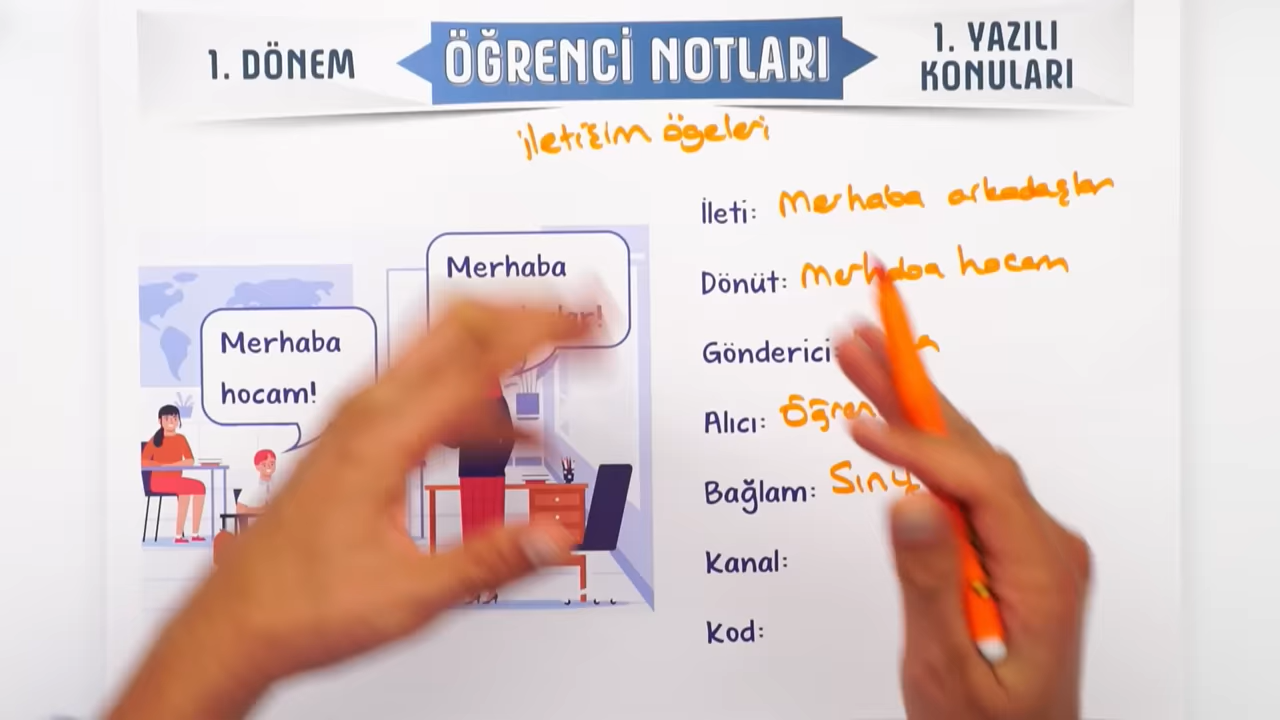 1. DÖNEM
ÖĞRENCİ NOTLARI
1. YAZILI
KONULARI
iletişim ögeleri
Merhaba
Merhaba
hocam!
İleti: Merhaba arkadaşlar
Dönüt: Merhaba hocam
Gönderici:
Alıcı:
Bağlam:
Kanal:
Kod: